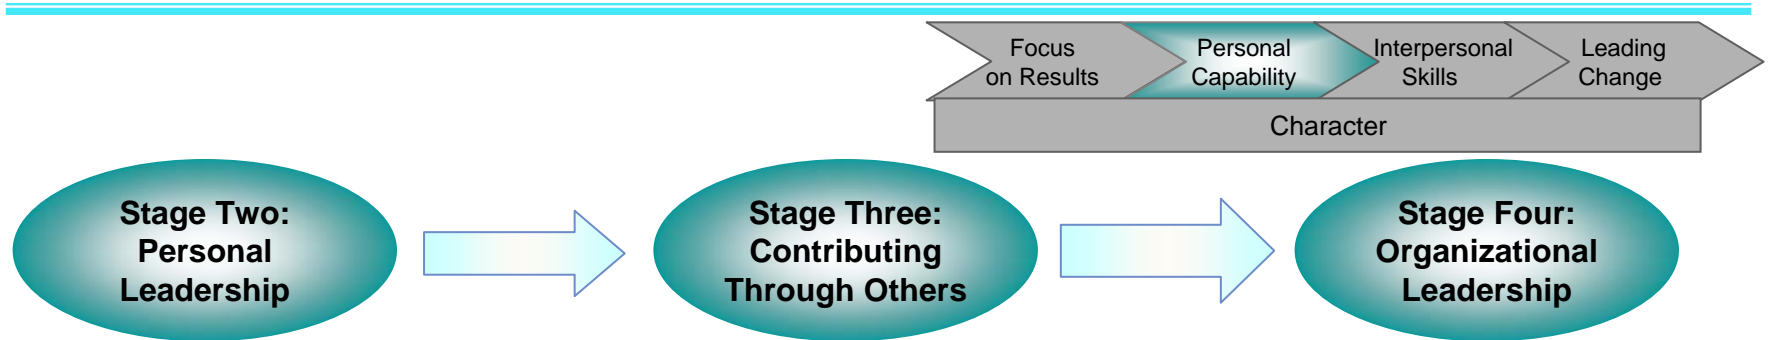 Focus
on Results
Personal
Capability
Interpersonal
Skills
Leading
Change
Character
Stage Two:
Personal
Leadership
Stage Three:
Contributing
Through Others
Stage Four:
Organizational
Leadership